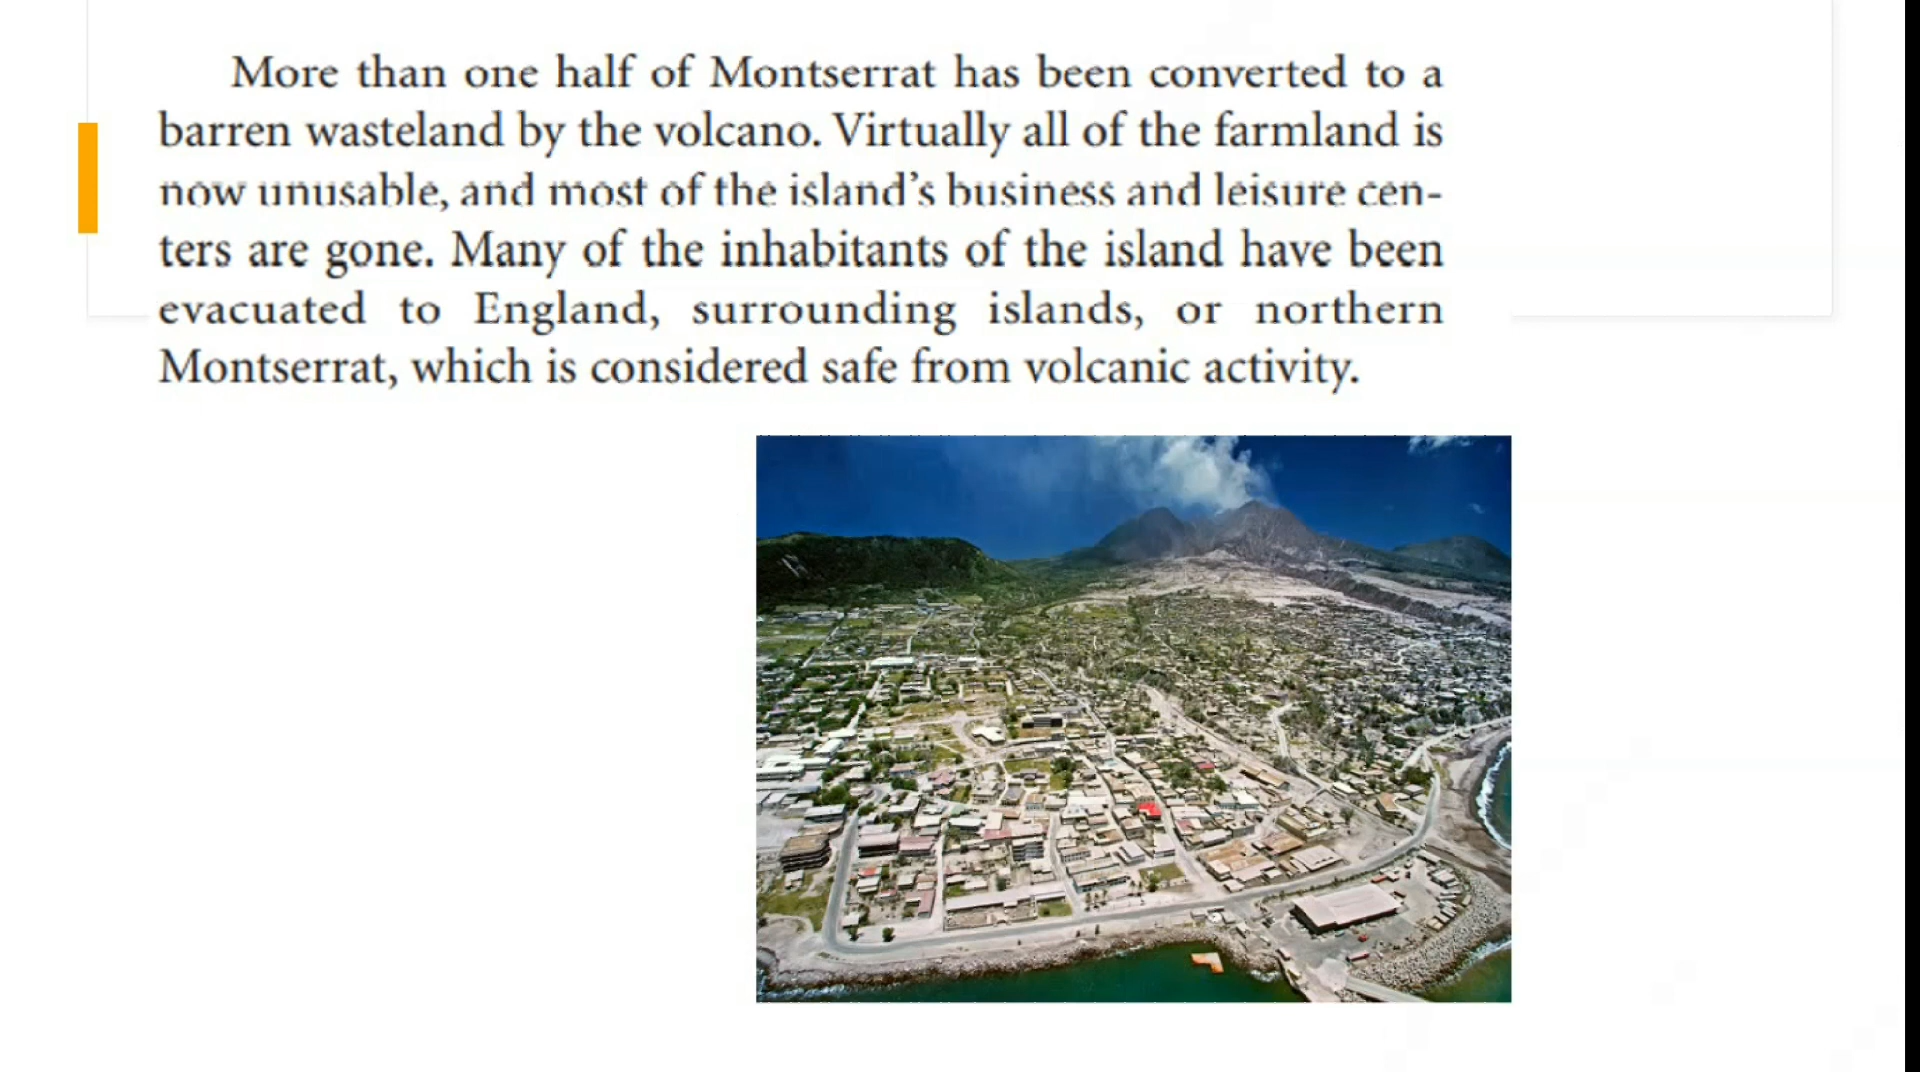 More than one half of Montserrat has been converted to a
barren wasteland by the volcano. Virtually all of the farmland is
now unusable, and most of the island’s business and leisure cen-
ters are gone. Many of the inhabitants of the island have been
evacuated to England, surrounding islands, or northern
Montserrat, which is considered safe from volcanic activity.